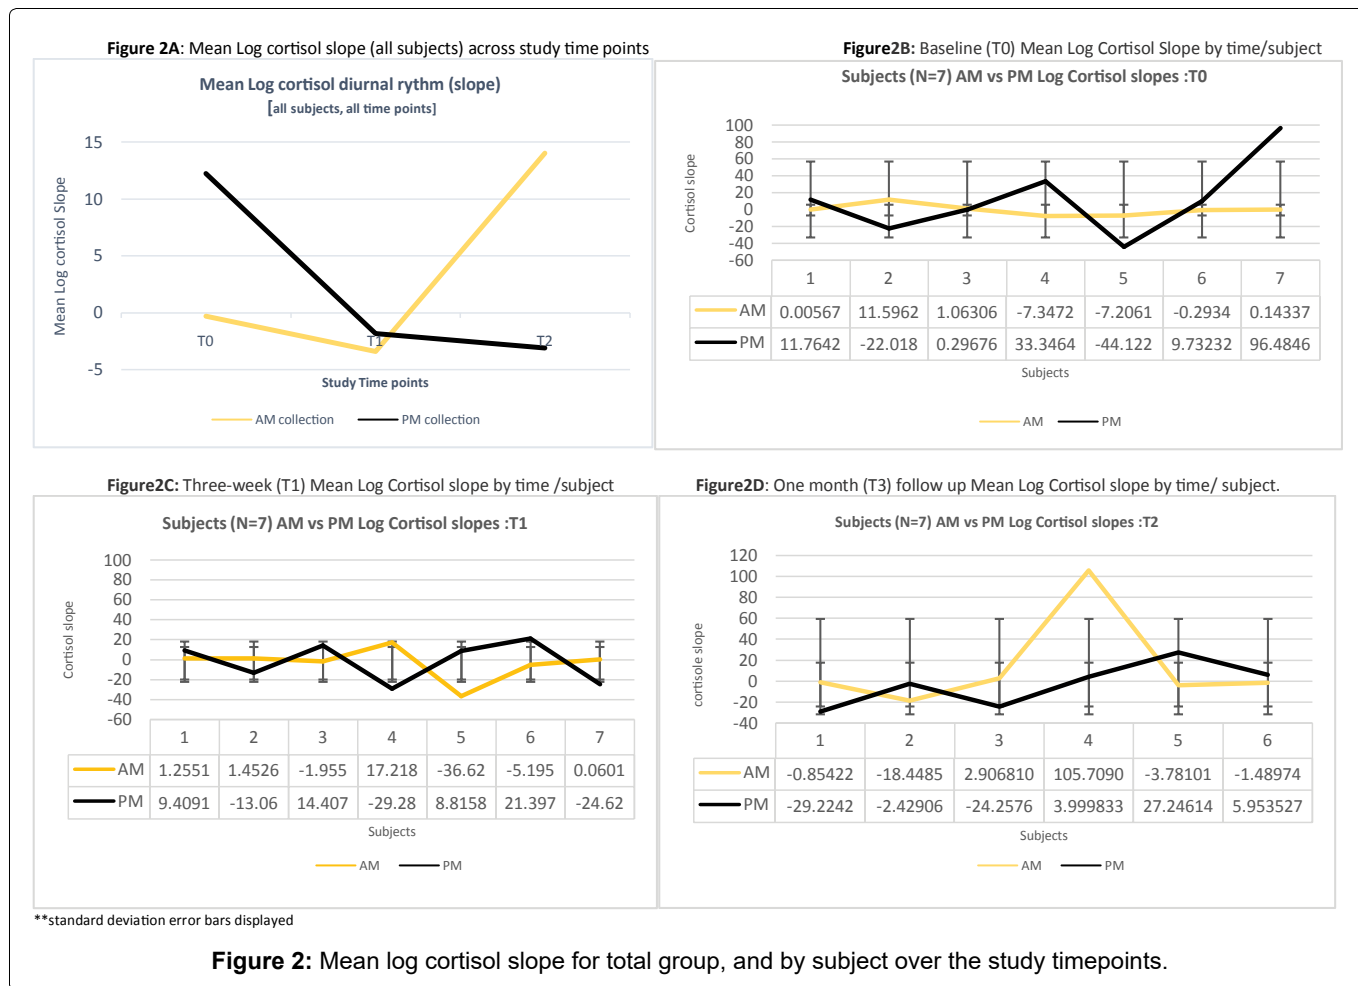 Figure 2A: Mean Log cortisol slope (all subjects) across study time points
Mean Log cortisol diurnal rythm (slope)
[all subjects, all time points]
Mean Log cortisol Slope
15
10
5
0
-5
T0
T1
T2
Study Time points
AM collection
PM collection
Figure2B: Baseline (T0) Mean Log Cortisol Slope by time/subject
Subjects (N=7) AM vs PM Log Cortisol slopes :T0
Cortisol slope
100
80
60
40
20
0
-20
-40
-60
1 2 3 4 5 6 7
AM 0.00567 11.5962 1.06306 -7.3472 -7.2061 -0.2934 0.14337
PM 11.7642 -22.018 0.29676 33.3464 -44.122 9.73232 96.4846
Subjects
AM
PM
Figure2C: Three-week (T1) Mean Log Cortisol slope by time /subject
Subjects (N=7) AM vs PM Log Cortisol slopes :T1
Cortisol slope
100
80
60
40
20
0
-20
-40
-60
1 2 3 4 5 6 7
AM 1.2551 1.4526 -1.955 17.218 -36.62 -5.195 0.0601
PM 9.4091 -13.06 14.407 -29.28 8.8158 21.397 -24.62
Subjects
AM
PM
Figure2D: One month (T3) follow up Mean Log Cortisol slope by time/ subject.
Subjects (N=7) AM vs PM Log Cortisol slopes :T2
cortisole slope
120
100
80
60
40
20
0
-20
-40
1 2 3 4 5 6
AM -0.85422 -18.4485 2.906810 105.7090 -3.78101 -1.48974
PM -29.2242 -2.42906 -24.2576 3.999833 27.24614 5.953527
Subjects
AM
PM
**standard deviation error bars displayed
Figure 2: Mean log cortisol slope for total group, and by subject over the study timepoints.